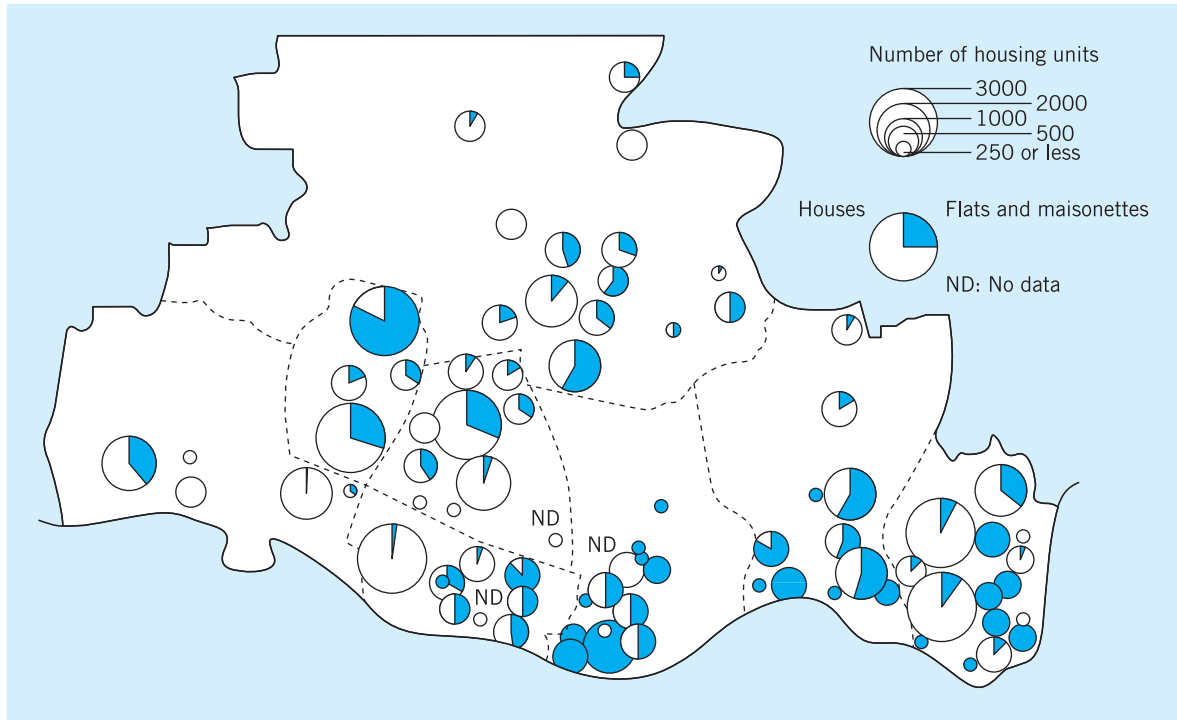 Number of housing units
3000
2000
1000
500
250 or less
Houses
Flats and maisonettes
ND: No data
ND
ND
ND